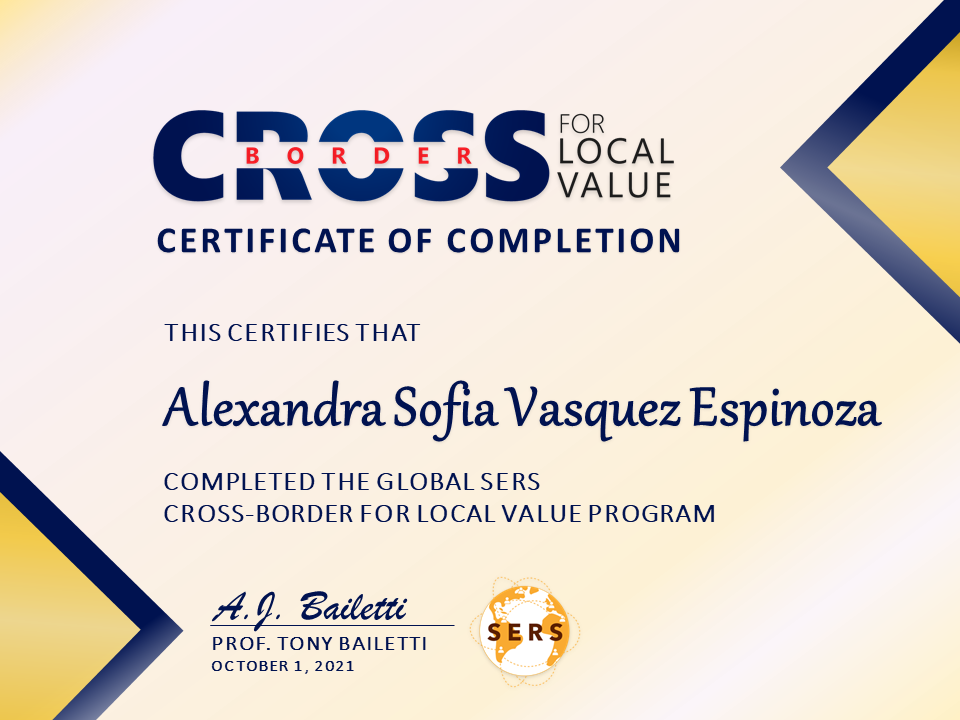 CROSS
BORDER
FOR
LOCAL
VALUE
CERTIFICATE OF COMPLETION
THIS CERTIFIES THAT
Alexandra Sofia Vasquez Espinoza
COMPLETED THE GLOBAL SERS
CROSS-BORDER FOR LOCAL VALUE PROGRAM
A.J. Bailetti
PROF. TONY BAILETTI
OCTOBER 1, 2021
SERS